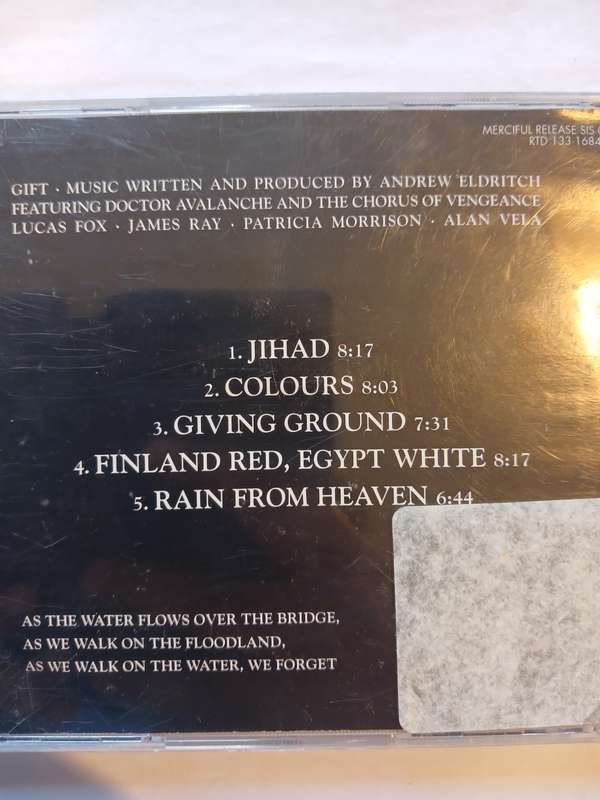 MERCIFUL RELEASE SIS
RTD 133 1684
GIFT · MUSIC WRITTEN AND PRODUCED BY ANDREW ELDRITCH
FEATURING DOCTOR AVALANCHE AND THE CHORUS OF VENGEANCE
LUCAS FOX · JAMES RAY · PATRICIA MORRISON · ALAN VELA
1. JIHAD 8:17
2. COLOURS 8:03
3. GIVING GROUND 7:31
4. FINLAND RED, EGYPT WHITE 8:17
5. RAIN FROM HEAVEN 6:44
AS THE WATER FLOWS OVER THE BRIDGE,
AS WE WALK ON THE FLOODLAND,
AS WE WALK ON THE WATER, WE FORGET